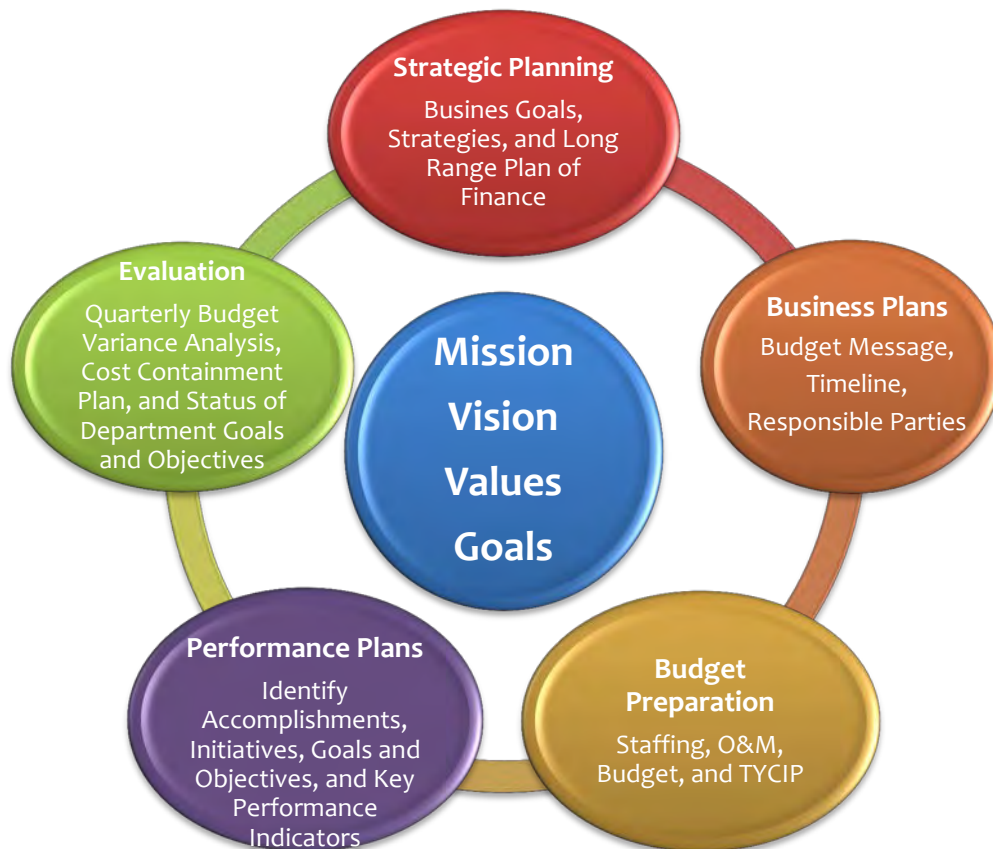 Strategic Planning
Busines Goals,
Strategies, and Long
Range Plan of
Finance
Business Plans
Budget Message,
Timeline,
Responsible Parties
Budget
Preparation
Staffing, O&M,
Budget, and TYCIP
Performance Plans
Identify
Accomplishments,
Initiatives, Goals and
Objectives, and Key
Performance
Indicators
Evaluation
Quarterly Budget
Variance Analysis,
Cost Containment
Plan, and Status of
Department Goals
and Objectives
Mission
Vision
Values
Goals